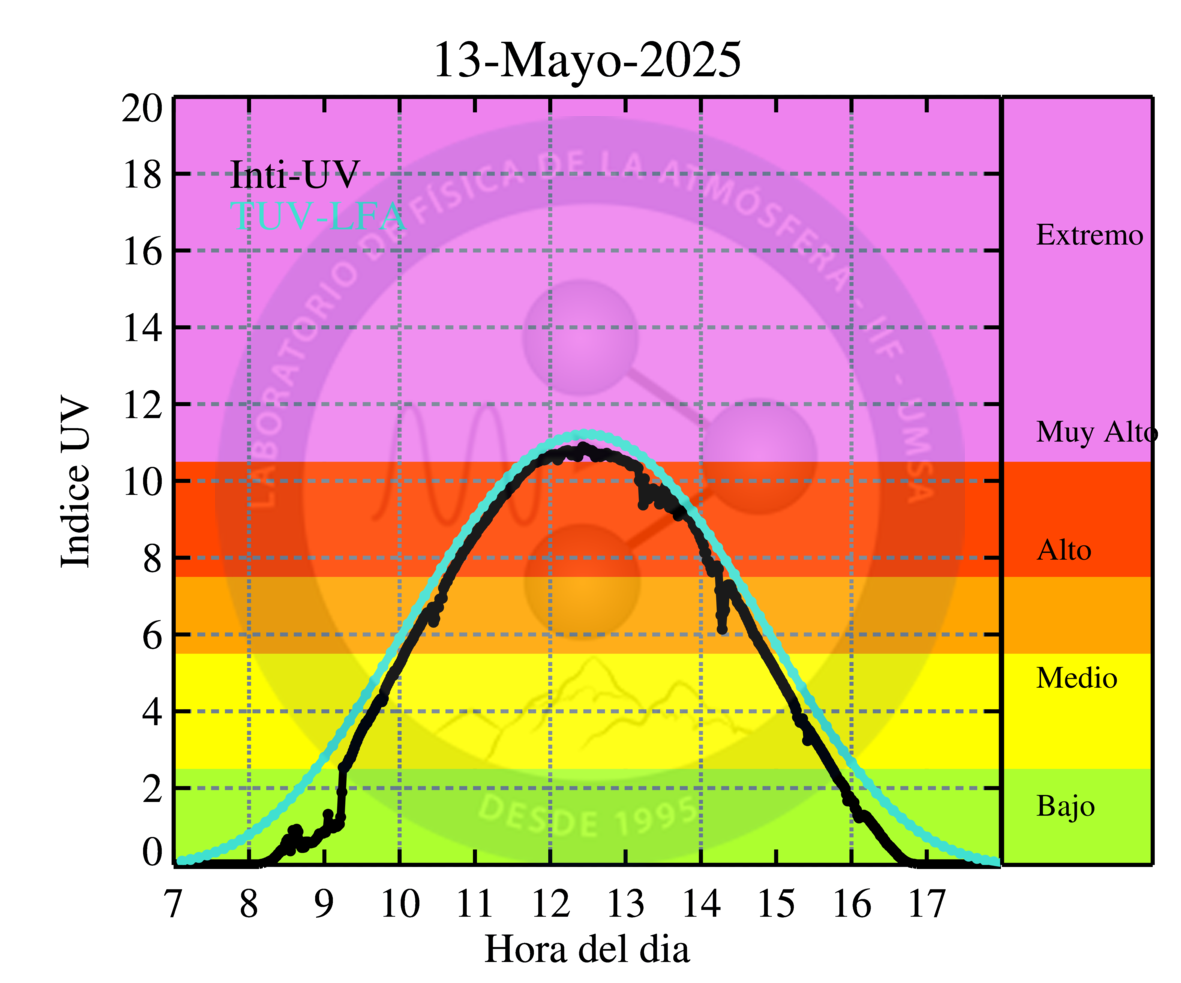 13-Mayo-2025
20
18
16
14
12
10
8
6
4
2
0
Indice UV
Inti-UV
TUV-LFA
LABORATORIO DE FÍSICA DE LA ATMÓSFERA - IIF - UMSA
DESDE 1995
Extremo
Muy Alto
Alto
Medio
Bajo
7 8 9 10 11 12 13 14 15 16 17
Hora del dia